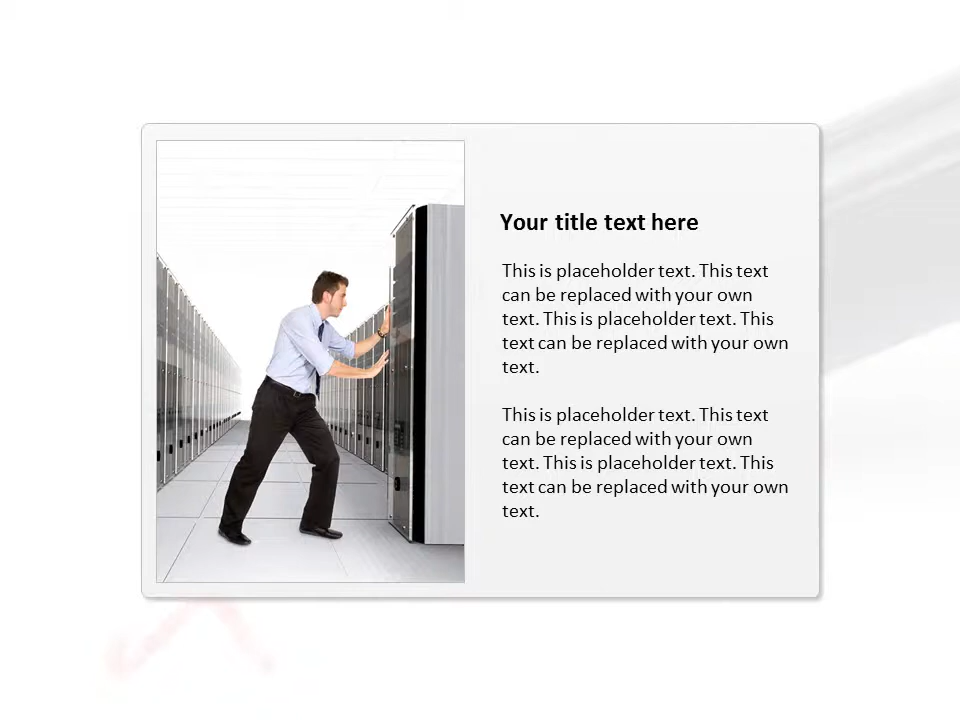 Your title text here
This is placeholder text. This text
can be replaced with your own
text. This is placeholder text. This
text can be replaced with your own
text.
This is placeholder text. This text
can be replaced with your own
text. This is placeholder text. This
text can be replaced with your own
text.